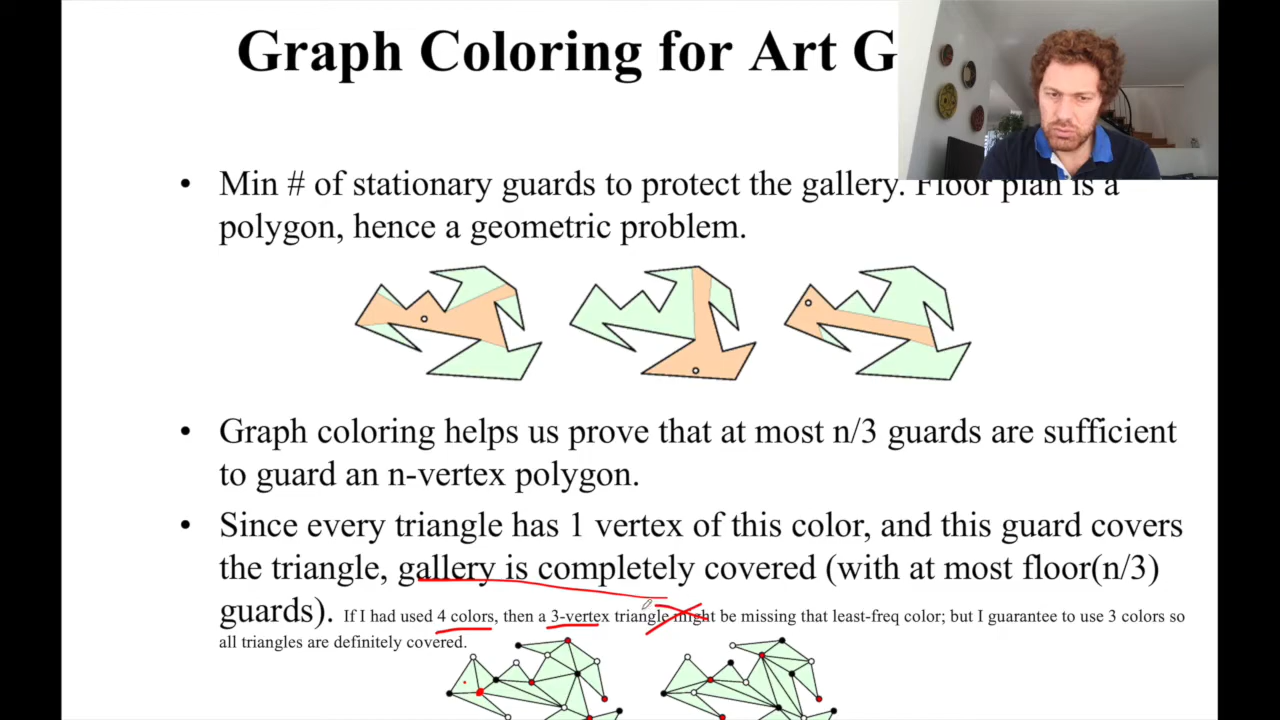 Graph Coloring for Art G
• Min # of stationary guards to protect the gallery. Floor plan is a
polygon, hence a geometric problem.
• Graph coloring helps us prove that at most n/3 guards are sufficient
to guard an n-vertex polygon.
• Since every triangle has 1 vertex of this color, and this guard covers
the triangle, gallery is completely covered (with at most floor(n/3)
guards). If I had used 4 colors, then a 3-vertex triangle might be missing that least-freq color; but I guarantee to use 3 colors so
all triangles are definitely covered.